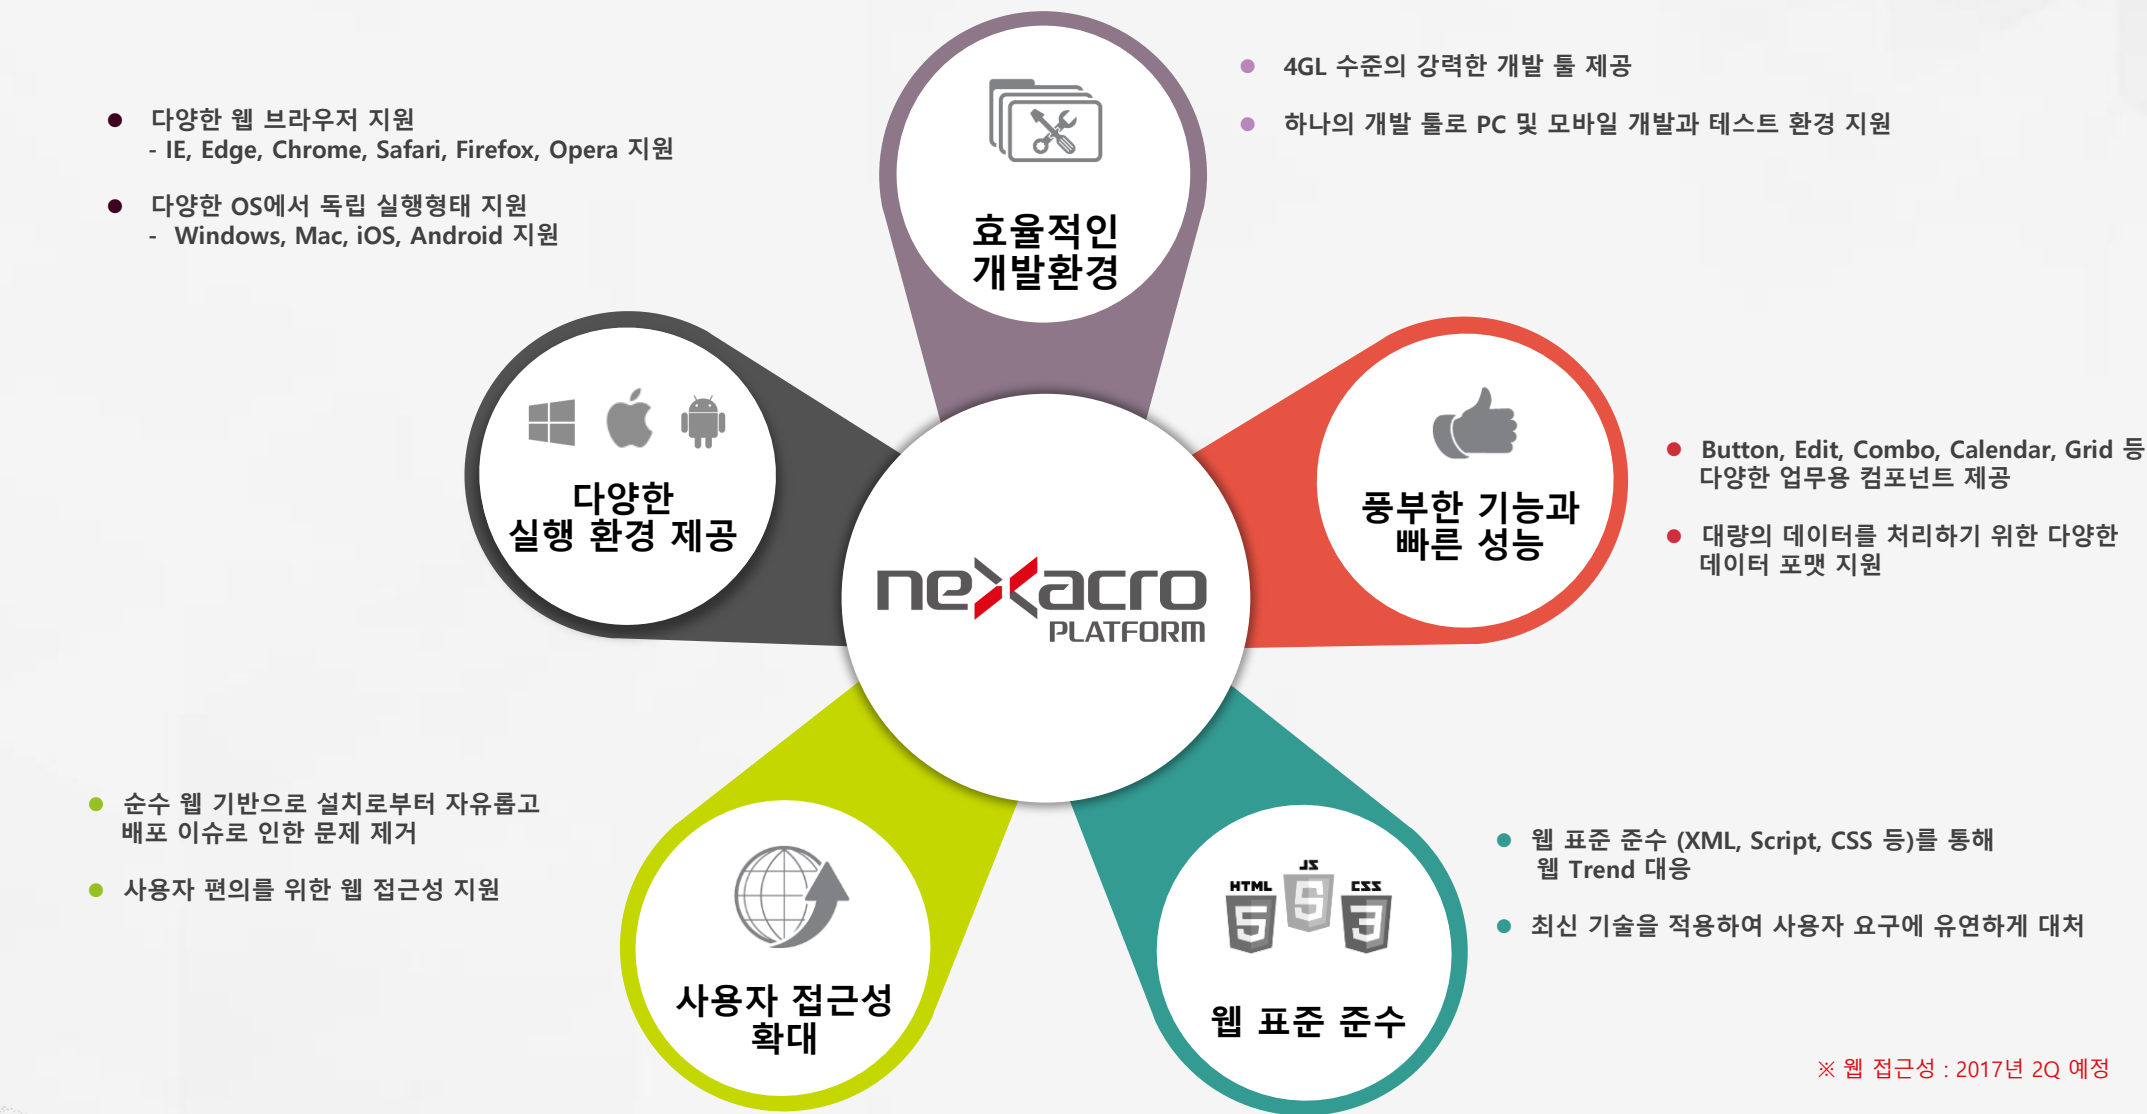 ● 4GL 수준의 강력한 개발 툴 제공
● 하나의 개발 툴로 PC 및 모바일 개발과 테스트 환경 지원
● 다양한 웹 브라우저 지원
- IE, Edge, Chrome, Safari, Firefox, Opera 지원
● 다양한 OS에서 독립 실행형태 지원
- Windows, Mac, iOS, Android 지원
효율적인
개발환경
다양한
실행 환경 제공
풍부한 기능과
빠른 성능
● Button, Edit, Combo, Calendar, Grid 등
다양한 업무용 컴포넌트 제공
● 대량의 데이터를 처리하기 위한 다양한
데이터 포맷 지원
nexacro
PLATFORM
● 순수 웹 기반으로 설치로부터 자유롭고
배포 이슈로 인한 문제 제거
● 사용자 편의를 위한 웹 접근성 지원
사용자 접근성
확대
JS
HTML CSS
5 5 3
웹 표준 준수
● 웹 표준 준수 (XML, Script, CSS 등)를 통해
웹 Trend 대응
● 최신 기술을 적용하여 사용자 요구에 유연하게 대처
※ 웹 접근성 : 2017년 2Q 예정